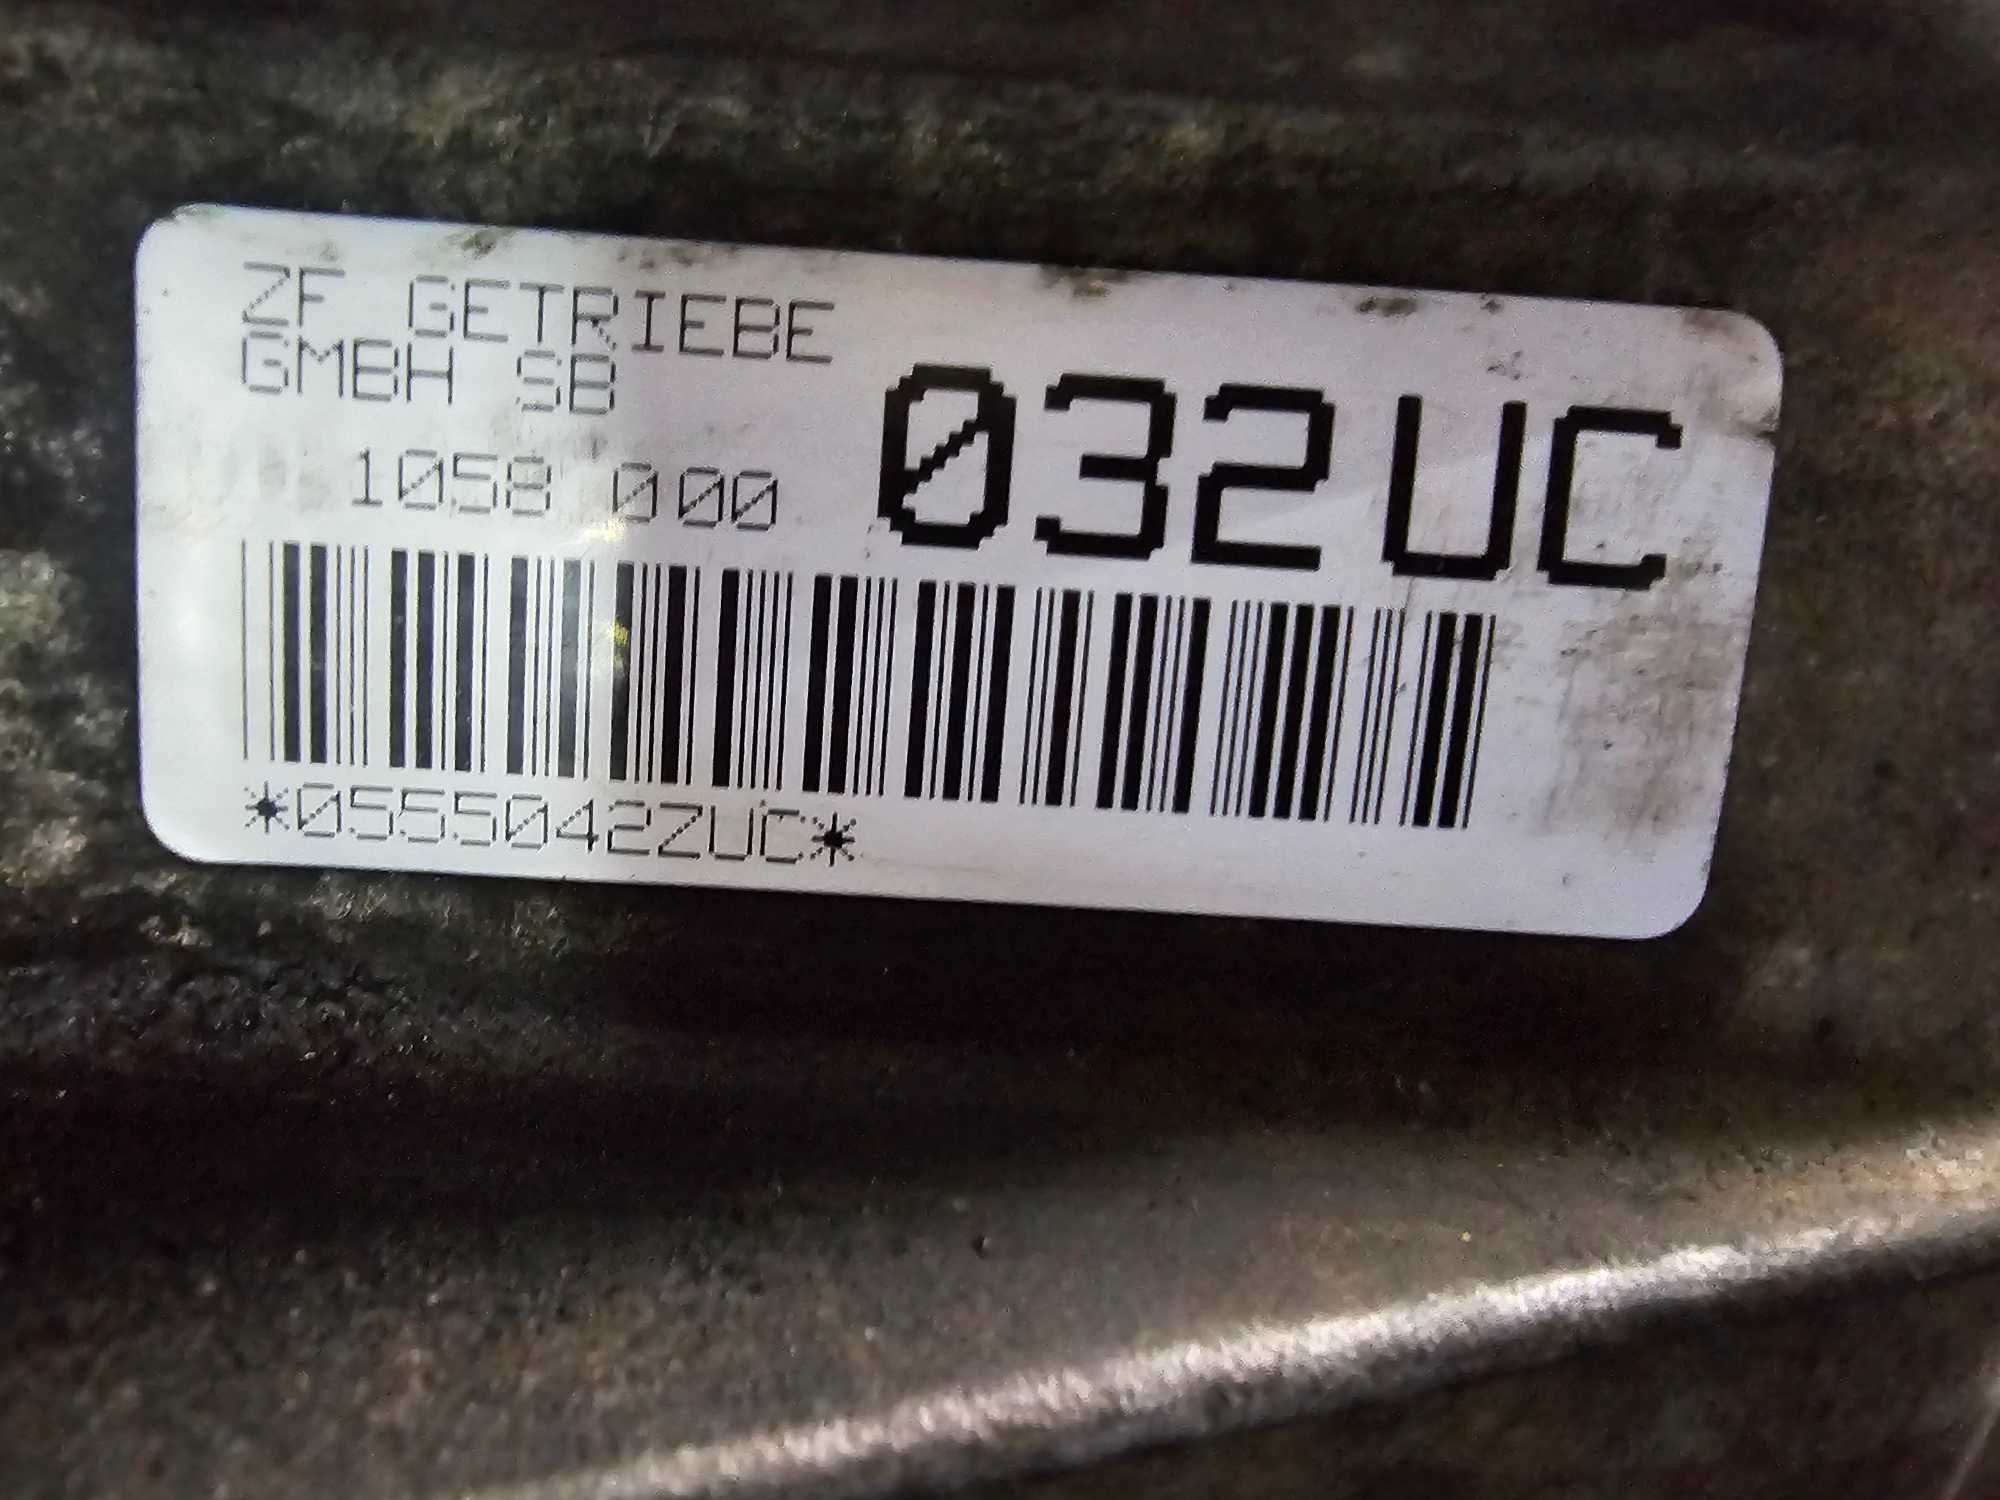 ZF GETRIEBE
GMBH SB
1058 000 032UC
*0555042ZUC*